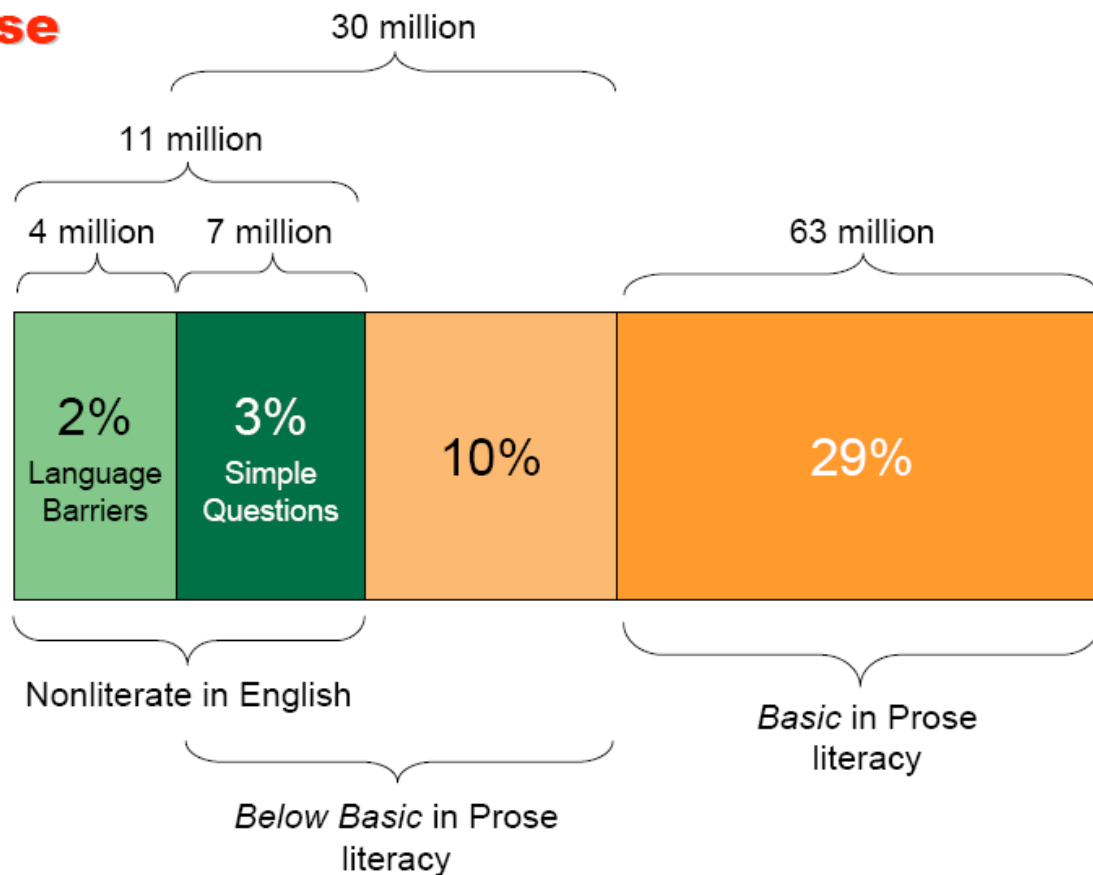 30 million
11 million
4 million
7 million
63 million
2%
Language
Barriers
3%
Simple
Questions
10%
29%
Nonliterate in English
Basic in Prose
literacy
Below Basic in Prose
literacy